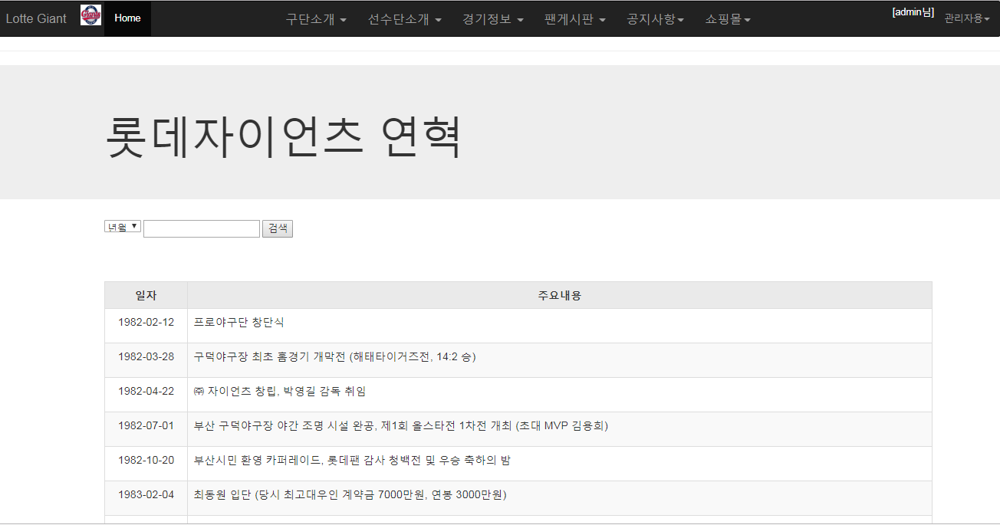 Lotte Giant Giants Home 구단소개 선수단소개 경기정보 팬게시판 공지사항 쇼핑몰 [admin님] 관리자용
롯데자이언츠 연혁
년월 검색
일자 주요내용
1982-02-12 프로야구단 창단식
1982-03-28 구덕야구장 최초 홈경기 개막전 (해태타이거즈전, 14:2 승)
1982-04-22 ㈜ 자이언츠 창립, 박영길 감독 취임
1982-07-01 부산 구덕야구장 야간 조명 시설 완공, 제1회 올스타전 1차전 개최 (초대 MVP 김용희)
1982-10-20 부산시민 환영 카퍼레이드, 롯데팬 감사 청백전 및 우승 축하의 밤
1983-02-04 최동원 입단 (당시 최고대우인 계약금 7000만원, 연봉 3000만원)